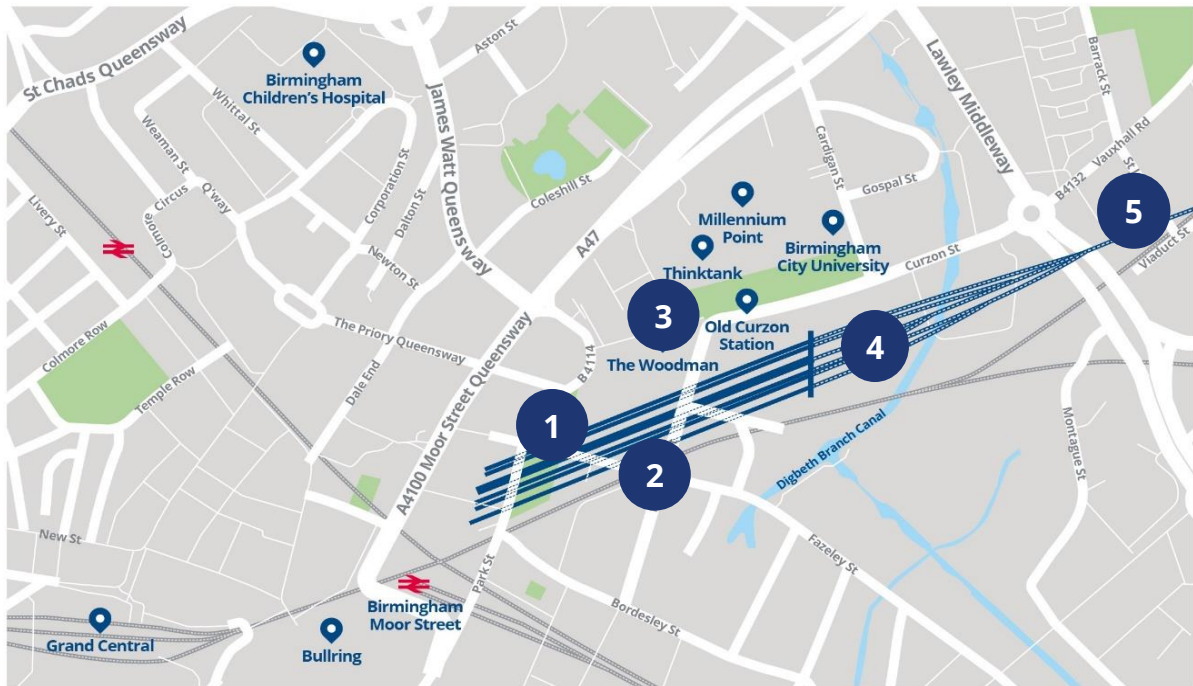 St Chads Queensway
Birmingham
Children's Hospital
Whittal St
Weaman St
Colmore
Circus
Q'way
Livery St
Colmore Row
Temple Row
Corporation St
Dalton St
Newton St
James Watt Queensway
Aston St
Coleshill St
A47
The Priory Queensway
Dale End
A4100 Moor Street Queensway
B4114
Millennium
Point
Thinktank
Birmingham
City University
Cardigan St
Gospal St
Curzon St
Lawley Middleway
Barrack St
Vauxhall Rd
B4132
St
Viaduct St
5
3
Old Curzon
Station
The Woodman
4
1
2
Digbeth Branch Canal
Montague St
Fazeley St
Bordesley St
Park St
New St
Grand Central
Bullring
Birmingham
Moor Street